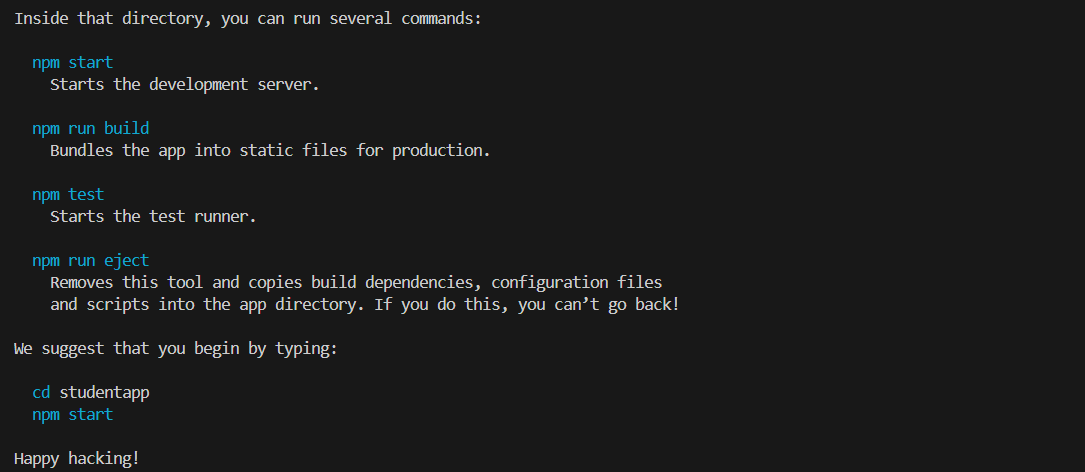 Inside that directory, you can run several commands:
npm start
Starts the development server.
npm run build
Bundles the app into static files for production.
npm test
Starts the test runner.
npm run eject
Removes this tool and copies build dependencies, configuration files
and scripts into the app directory. If you do this, you can’t go back!
We suggest that you begin by typing:
cd studentapp
npm start
Happy hacking!